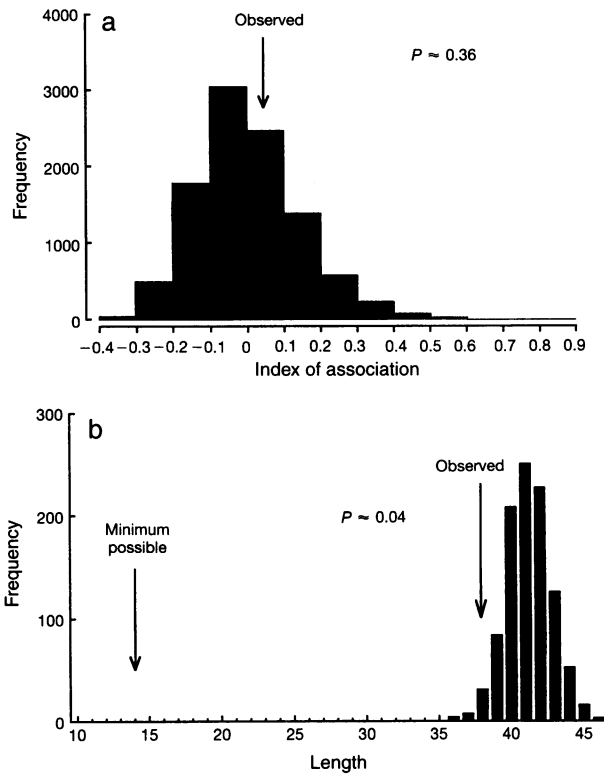 a
Observed
P ≈ 0.36
4000
3000
2000
1000
0
Frequency
−0.4 −0.3 −0.2 −0.1 0 0.1 0.2 0.3 0.4 0.5 0.6 0.7 0.8 0.9
Index of association
b
Observed
P ≈ 0.04
Minimum
possible
300
200
100
0
Frequency
10 15 20 25 30 35 40 45
Length